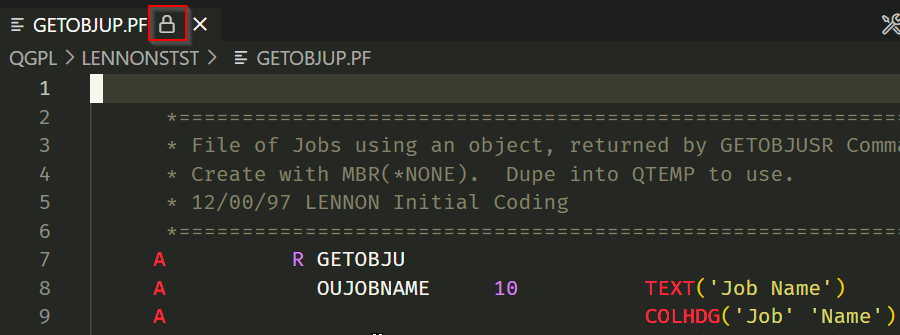 GETOBJUP.PF
QGPL > LENNONSTST > GETOBJUP.PF
1
2 *==========================================================
3 * File of Jobs using an object, returned by GETOBJUSR Comma
4 * Create with MBR(*NONE).  Dupe into QTEMP to use.
5 * 12/00/97 LENNON Initial Coding
6 *==========================================================
7 A R GETOBJU
8 A OUJOBNAME 10 TEXT('Job Name')
9 A COLHDG('Job' 'Name')